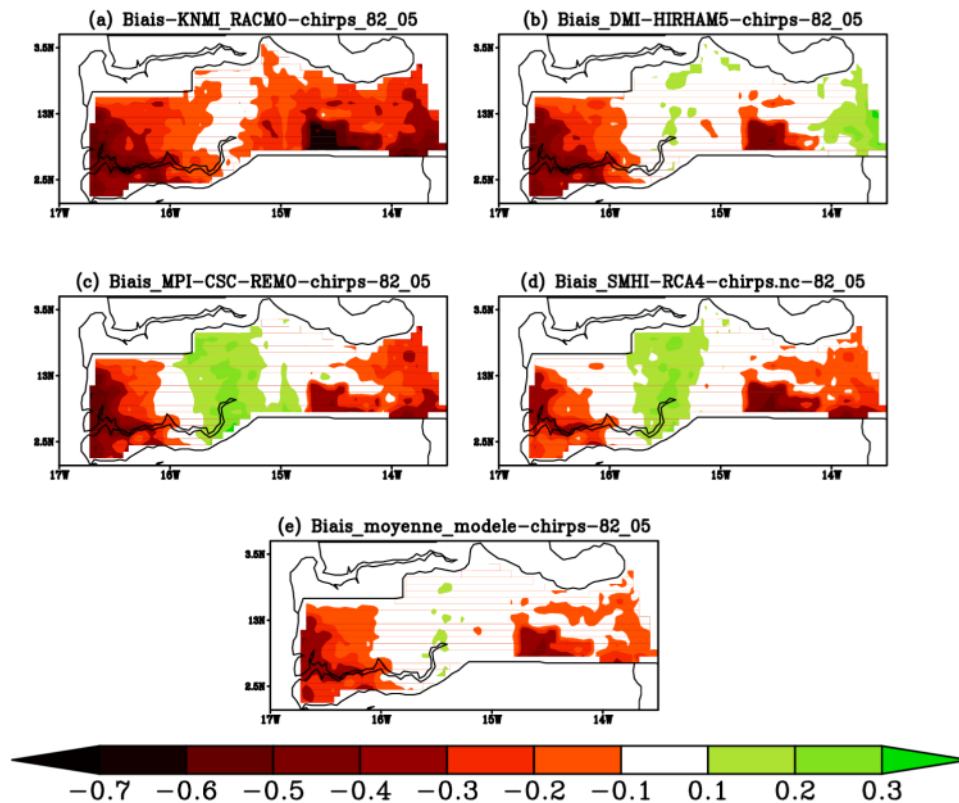 (a) Biais-KNMI_RACMO-chirps_82_05
3.5N
13N
2.5N
17W 16W 15W 14W
(b) Biais_DMI-HIRHAM5-chirps_82_05
3.5N
13N
2.5N
17W 16W 15W 14W
(c) Biais_MPI-CSC-REMO-chirps-82_05
3.5N
13N
2.5N
17W 16W 15W 14W
(d) Biais_SMHI-RCA4-chirps.nc-82_05
3.5N
13N
2.5N
17W 16W 15W 14W
(e) Biais_moyenne_modele-chirps-82_05
3.5N
13N
2.5N
17W 16W 15W 14W
-0.7 -0.6 -0.5 -0.4 -0.3 -0.2 -0.1 0.1 0.2 0.3